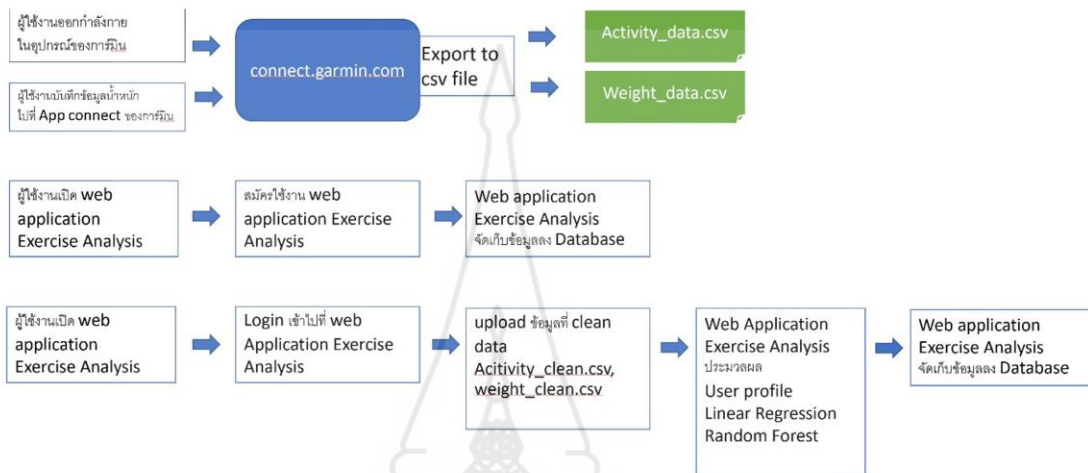 ผู้ใช้งานออกกำลังกาย
ในอุปกรณ์ของการ์มิน
connect.garmin.com
Export to
csv file
Activity_data.csv
ผู้ใช้งานบันทึกข้อมูลน้ำหนัก
ไปที่ App connect ของการ์มิน
Weight_data.csv
ผู้ใช้งานเปิด web
application
Exercise Analysis
สมัครใช้งาน web
application Exercise
Analysis
Web application
Exercise Analysis
จัดเก็บข้อมูลลง Database
ผู้ใช้งานเปิด web
application
Exercise Analysis
Login เข้าไปที่ web
Application Exercise
Analysis
upload ข้อมูลที่ clean
data
Acitivity_clean.csv,
weight_clean.csv
Web Application
Exercise Analysis
ประมวลผล
User profile
Linear Regression
Random Forest
Web application
Exercise Analysis
จัดเก็บข้อมูลลง Database